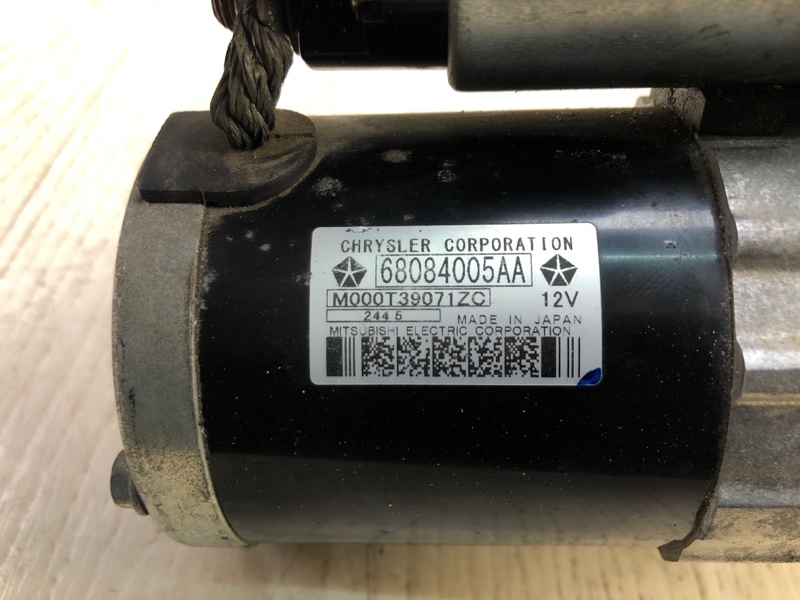 CHRYSLER CORPORATION
68084005AA
M000T39071ZC 12V
244 5 MADE IN JAPAN
MITSUBISHI ELECTRIC CORPORATION